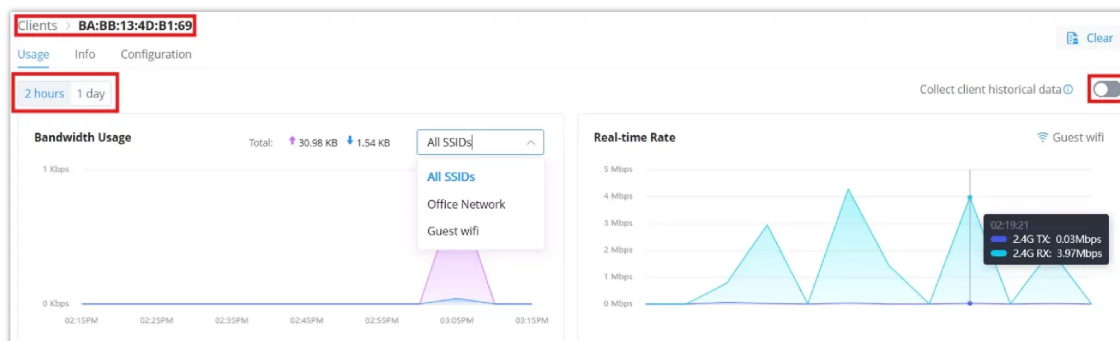 Clients > BA:BB:13:4D:B1:69
Clear
Usage Info Configuration
2 hours 1 day
Collect client historical data
Bandwidth Usage
Total: 30.98 KB 1.54 KB
All SSIDs
All SSIDs
Office Network
Guest wifi
1 Kbps
0 Kbps
02:15PM 02:25PM 02:35PM 02:45PM 02:55PM 03:05PM 03:15PM
Real-time Rate
Guest wifi
5 Mbps
4 Mbps
3 Mbps
2 Mbps
1 Mbps
0 Mbps
02:19:21
2.4G TX: 0.03Mbps
2.4G RX: 3.97Mbps